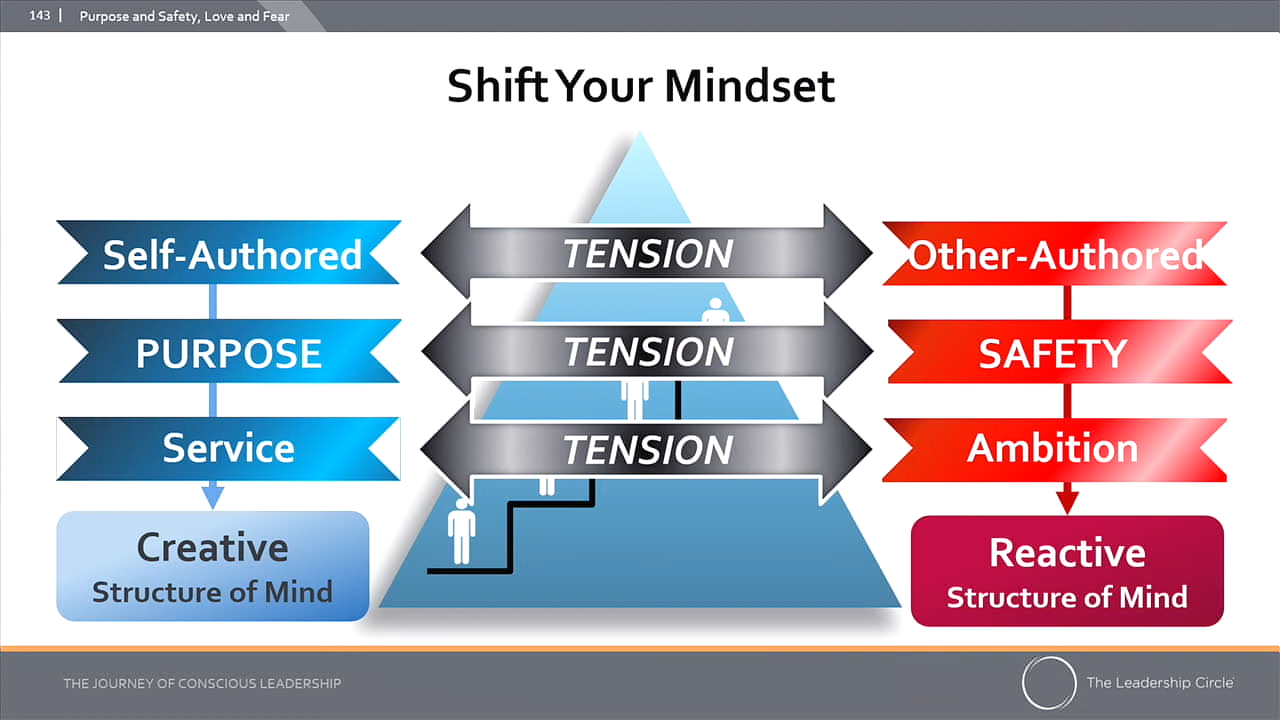 143 | Purpose and Safety, Love and Fear
Shift Your Mindset
Self-Authored
TENSION
Other-Authored
PURPOSE
TENSION
SAFETY
Service
TENSION
Ambition
Creative
Structure of Mind
Reactive
Structure of Mind
THE JOURNEY OF CONSCIOUS LEADERSHIP
The Leadership Circle